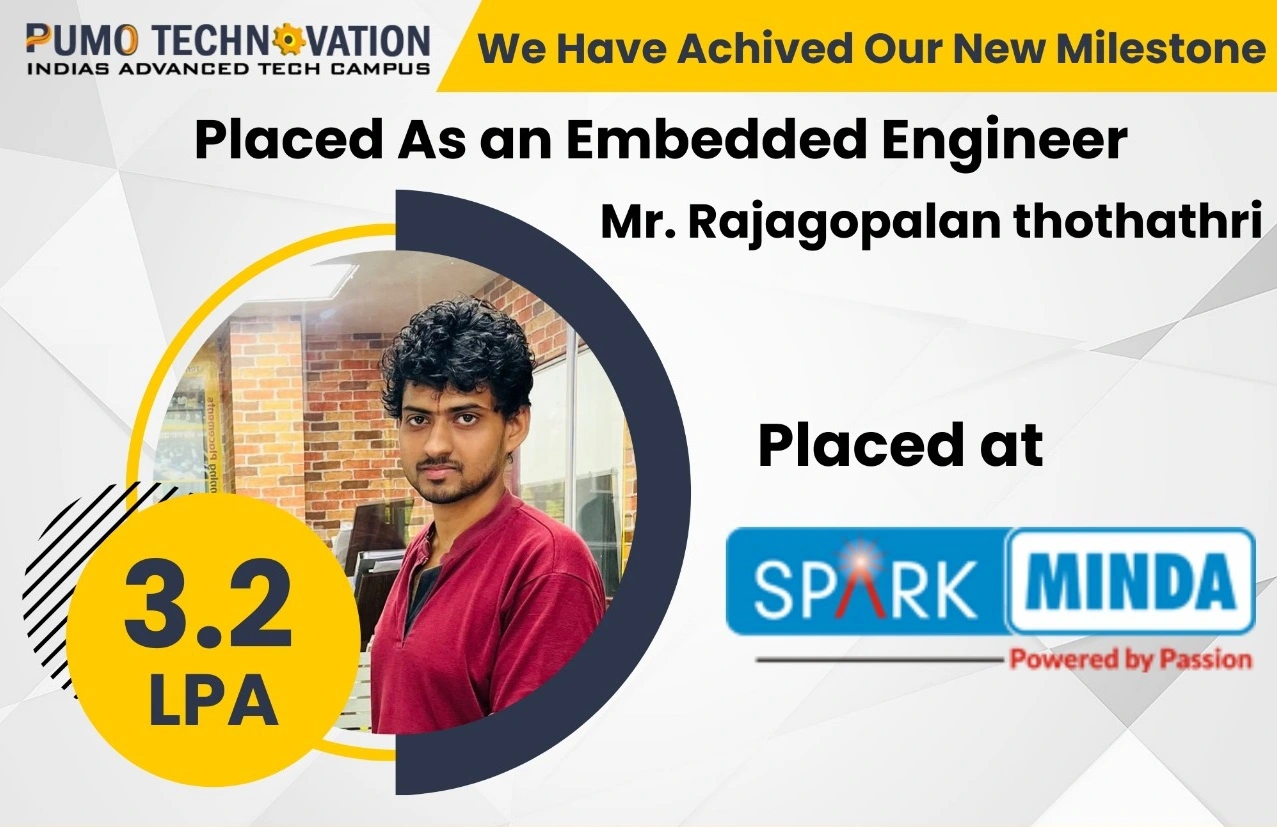 PUMO TECHNOVATION
INDIAS ADVANCED TECH CAMPUS
We Have Achived Our New Milestone
Placed As an Embedded Engineer
Mr. Rajagopalan thothathri
Placed at
SPARK MINDA
Powered by Passion
3.2
LPA